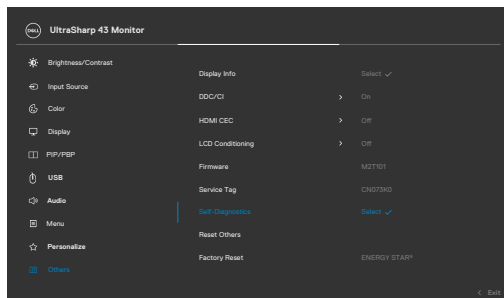 DELL UltraSharp 43 Monitor
Brightness/Contrast
Input Source
Color
Display
PIP/PBP
USB
Audio
Menu
Personalize
Others
Display Info Select ✓
DDC/CI > On
HDMI CEC > Off
LCD Conditioning > Off
Firmware M2T101
Service Tag CN073K0
Self-Diagnostics Select ✓
Reset Others
Factory Reset ENERGY STAR®
< Exit